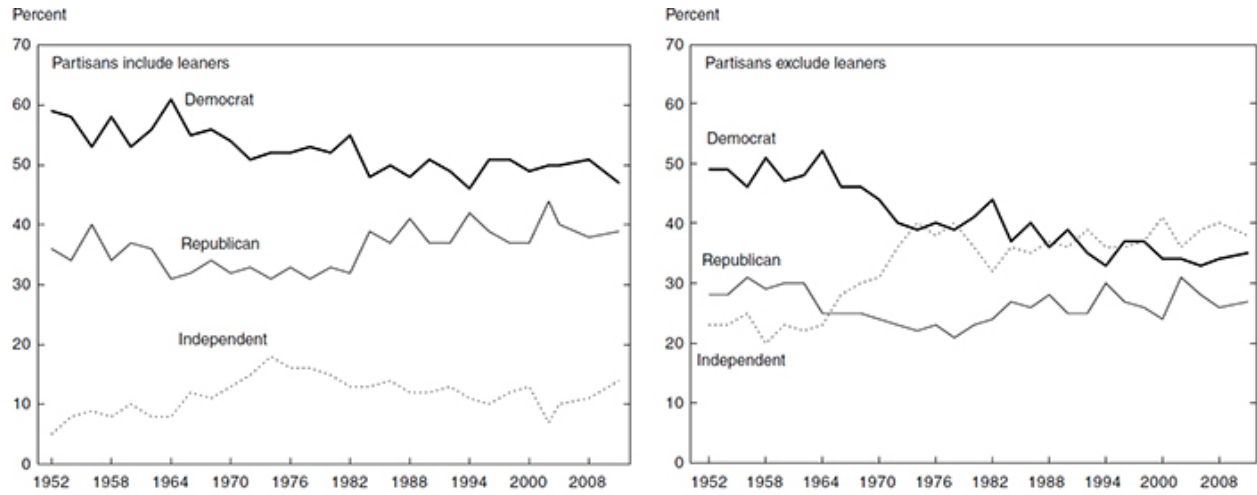 Percent
70
Partisans include leaners
60
Democrat
50
40
Republican
30
20
Independent
10
0
1952 1958 1964 1970 1976 1982 1988 1994 2000 2008
Percent
70
Partisans exclude leaners
60
Democrat
50
40
Republican
30
20
Independent
10
0
1952 1958 1964 1970 1976 1982 1988 1994 2000 2008